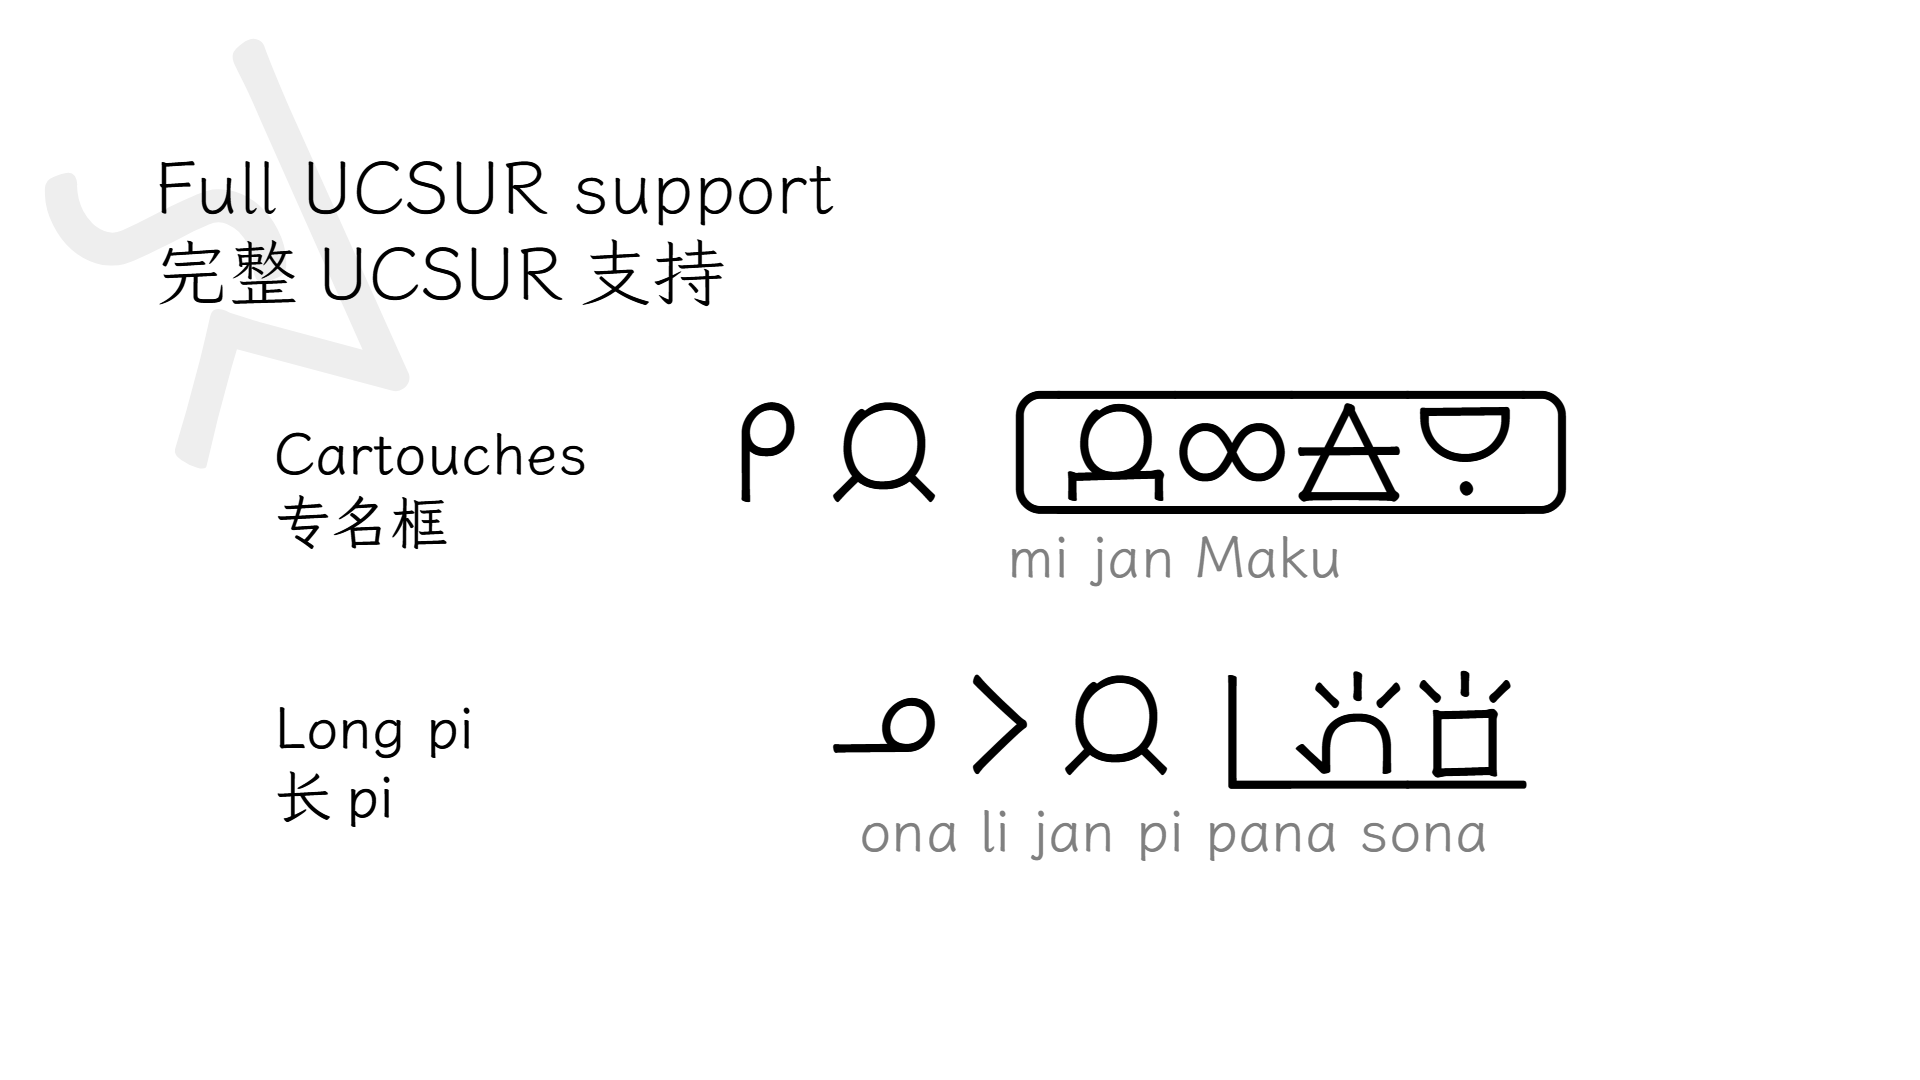 Full UCSUR support
完整 UCSUR 支持
Cartouches
专名框
mi jan Maku
Long pi
长 pi
ona li jan pi pana sona